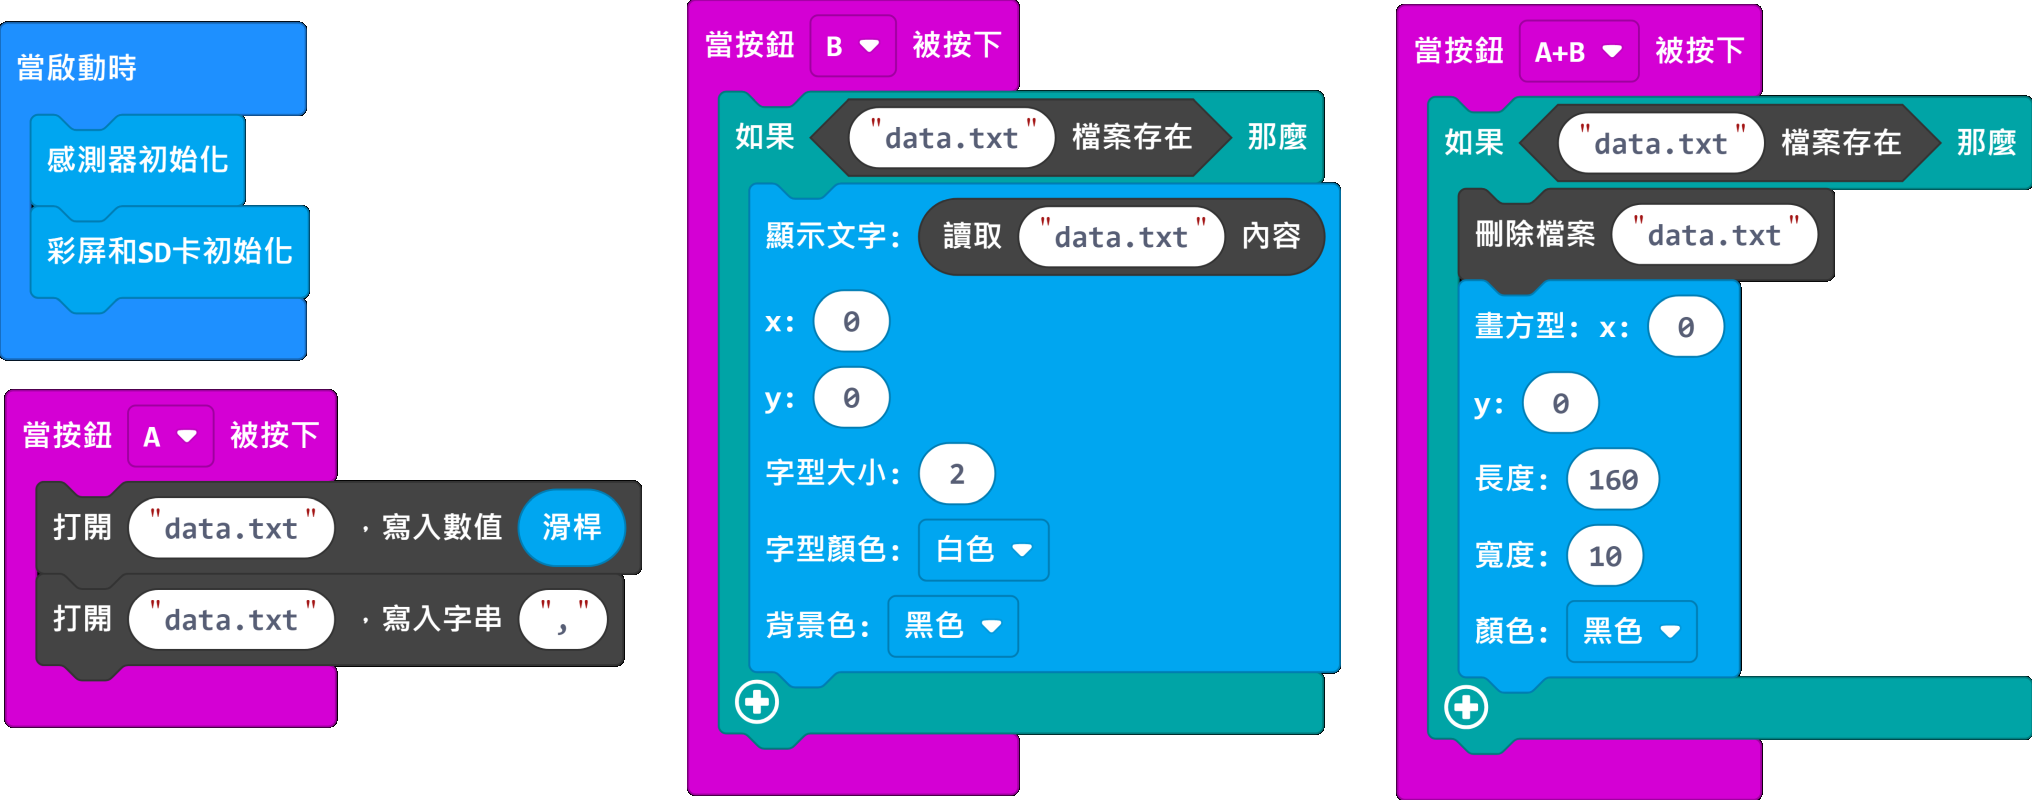 當啟動時
感測器初始化
彩屏和SD卡初始化
當按鈕 A 被按下
打開 "data.txt" ,寫入數值 滑桿
打開 "data.txt" ,寫入字串 ","
當按鈕 B 被按下
如果 "data.txt" 檔案存在 那麼
顯示文字: 讀取 "data.txt" 內容
x: 0
y: 0
字型大小: 2
字型顏色: 白色
背景色: 黑色
當按鈕 A+B 被按下
如果 "data.txt" 檔案存在 那麼
刪除檔案 "data.txt"
畫方型: x: 0
y: 0
長度: 160
寬度: 10
顏色: 黑色